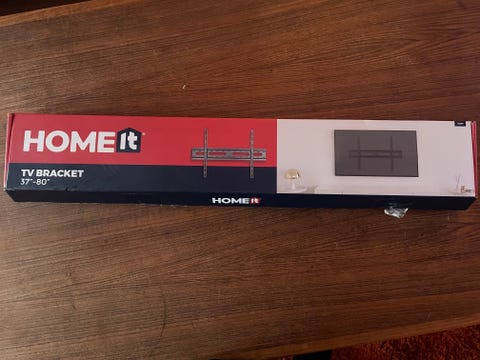 HOME It
TV BRACKET
37"-80"
HOME It